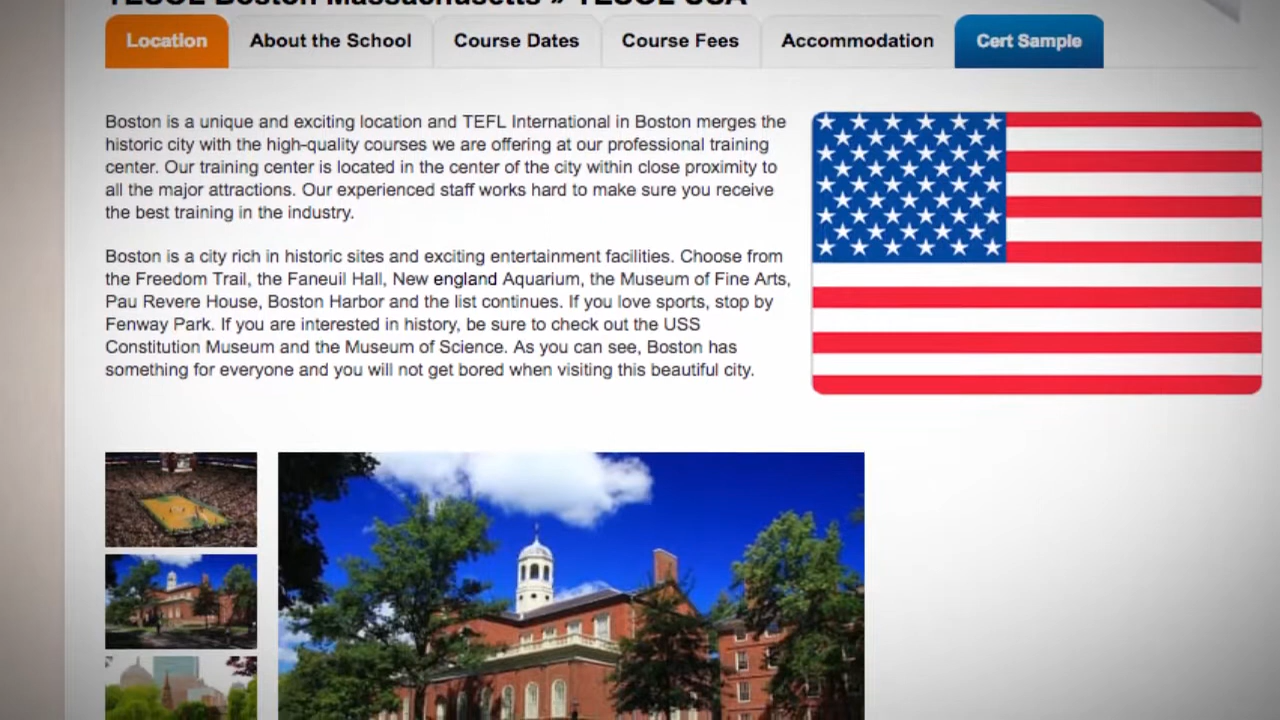 TESOL Boston Massachusetts » TESOL USA
Location
About the School
Course Dates
Course Fees
Accommodation
Cert Sample
Boston is a unique and exciting location and TEFL International in Boston merges the
historic city with the high-quality courses we are offering at our professional training
center. Our training center is located in the center of the city within close proximity to
all the major attractions. Our experienced staff works hard to make sure you receive
the best training in the industry.
Boston is a city rich in historic sites and exciting entertainment facilities. Choose from
the Freedom Trail, the Faneuil Hall, New england Aquarium, the Museum of Fine Arts,
Pau Revere House, Boston Harbor and the list continues. If you love sports, stop by
Fenway Park. If you are interested in history, be sure to check out the USS
Constitution Museum and the Museum of Science. As you can see, Boston has
something for everyone and you will not get bored when visiting this beautiful city.